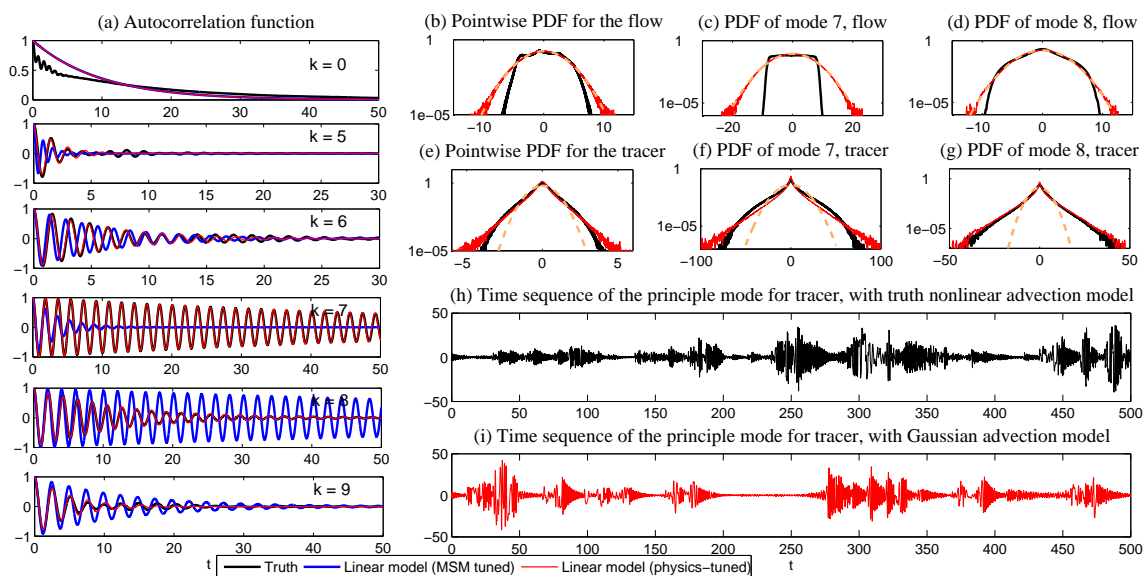 (a) Autocorrelation function
1
0.5
0
k = 0
0 10 20 30 40 50
1
0
−1
k = 5
0 5 10 15 20 25 30
1
0
−1
k = 6
0 5 10 15 20 25 30
1
0
−1
k = 7
0 10 20 30 40 50
1
0
−1
k = 8
0 10 20 30 40 50
1
0
−1
k = 9
0 10 20 30 40 50
t
(b) Pointwise PDF for the flow
1
1e−05
−10 0 10
(c) PDF of mode 7, flow
1
1e−05
−20 0 20
(d) PDF of mode 8, flow
1
1e−05
−10 0 10
(e) Pointwise PDF for the tracer
1
1e−05
−5 0 5
(f) PDF of mode 7, tracer
1
1e−05
−100 0 100
(g) PDF of mode 8, tracer
1
1e−05
−50 0 50
(h) Time sequence of the principle mode for tracer, with truth nonlinear advection model
50
0
−50
0 50 100 150 200 250 300 350 400 450 500
(i) Time sequence of the principle mode for tracer, with Gaussian advection model
50
0
−50
0 50 100 150 200 250 300 350 400 450 500
t
Truth Linear model (MSM tuned) Linear model (physics−tuned)